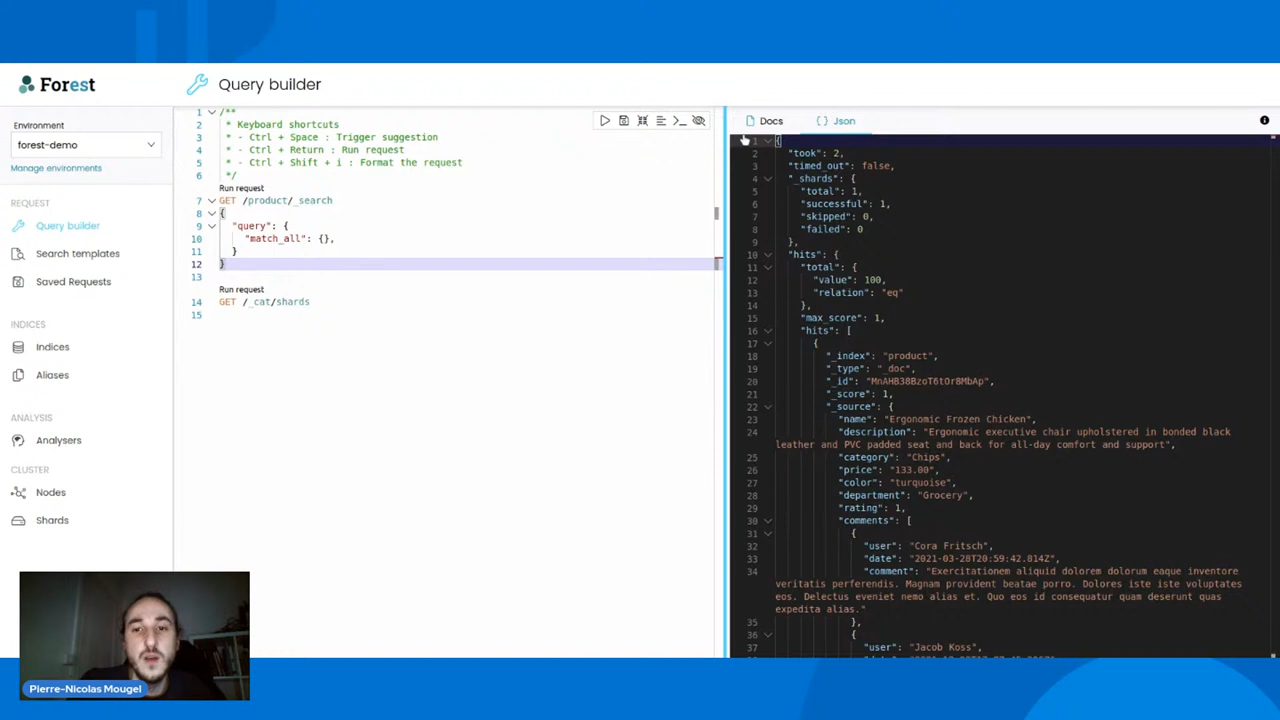 Forest
Query builder
Environment
forest-demo
Manage environments
REQUEST
Query builder
Search templates
Saved Requests
INDICES
Indices
Aliases
ANALYSIS
Analysers
CLUSTER
Nodes
Shards
1 /**
2 * Keyboard shortcuts
3 * - Ctrl + Space : Trigger suggestion
4 * - Ctrl + Return : Run request
5 * - Ctrl + Shift + i : Format the request
6 */
Run request
7 GET /product/_search
8 {
9 "query": {
10 "match_all": {},
11 }
12 }
13
Run request
14 GET /_cat/shards
15
Docs
{ } Json
1 {
2 "took": 2,
3 "timed_out": false,
4 "_shards": {
5 "total": 1,
6 "successful": 1,
7 "skipped": 0,
8 "failed": 0
9 },
10 "hits": {
11 "total": {
12 "value": 100,
13 "relation": "eq"
14 },
15 "max_score": 1,
16 "hits": [
17 {
18 "_index": "product",
19 "_type": "_doc",
20 "_id": "MnAHB38BzoT6tOr8MbAp",
21 "_score": 1,
22 "_source": {
23 "name": "Ergonomic Frozen Chicken",
24 "description": "Ergonomic executive chair upholstered in bonded black
leather and PVC padded seat and back for all-day comfort and support",
25 "category": "Chips",
26 "price": "133.00",
27 "color": "turquoise",
28 "department": "Grocery",
29 "rating": 1,
30 "comments": [
31 {
32 "user": "Cora Fritsch",
33 "date": "2021-03-28T20:59:42.814Z",
34 "comment": "Exercitationem aliquid dolorem dolorum eaque inventore
veritatis perferendis. Magnam provident beatae porro. Dolores iste iste voluptates
eos. Delectus eveniet nemo alias et. Quo eos id consequatur quam deserunt quas
expedita alias."
35 },
36 {
37 "user": "Jacob Koss",
Pierre-Nicolas Mougel